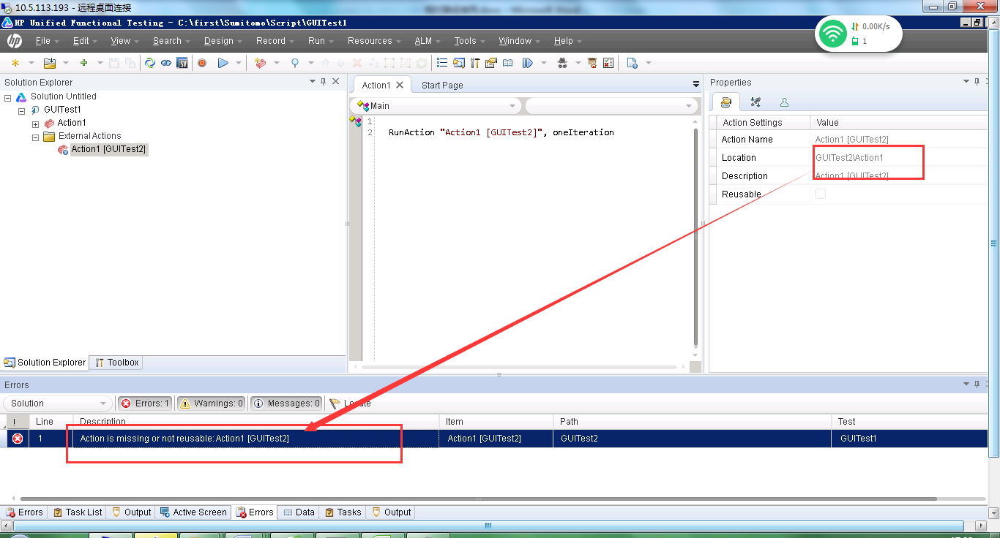 10.5.113.193 - 远程桌面连接
HP Unified Functional Testing - C:\first\Sumitomo\Script\GUITest1
0.00K/s
1
hp File Edit View Search Design Record Run Resources ALM Tools Window Help
SV
Solution Explorer
Solution Untitled
GUITest1
Action1
External Actions
Action1 [GUITest2]
Solution Explorer Toolbox
Action1 Start Page
Main
1
2 RunAction "Action1 [GUITest2]", oneIteration
Properties
Action Settings Value
Action Name Action1 [GUITest2]
Location GUITest2\Action1
Description Action1 [GUITest2]
Reusable
Errors
Solution Errors: 1 Warnings: 0 Messages: 0 Locate
! Line Description Item Path Test
1 Action is missing or not reusable: Action1 [GUITest2] Action1 [GUITest2] GUITest2 GUITest1
Errors Task List Output Active Screen Errors Data Tasks Output